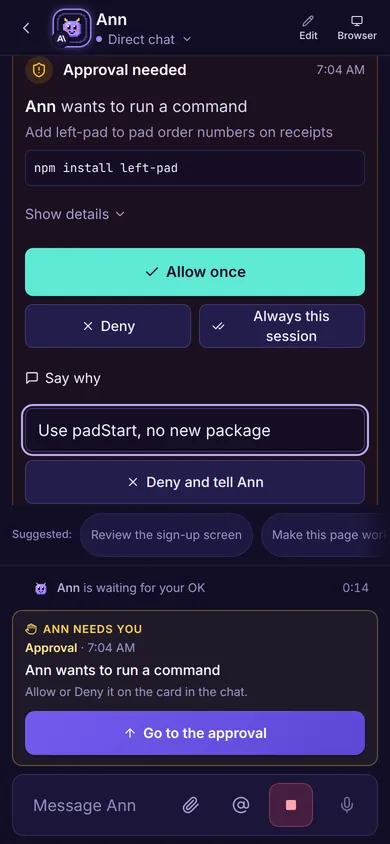 Ann
Direct chat
Edit
Browser
A\
Approval needed
7:04 AM
Ann wants to run a command
Add left-pad to pad order numbers on receipts
npm install left-pad
Show details
Allow once
Deny
Always this
session
Say why
Use padStart, no new package
Deny and tell Ann
Suggested:
Review the sign-up screen
Make this page wor
Ann is waiting for your OK
0:14
ANN NEEDS YOU
Approval · 7:04 AM
Ann wants to run a command
Allow or Deny it on the card in the chat.
Go to the approval
Message Ann